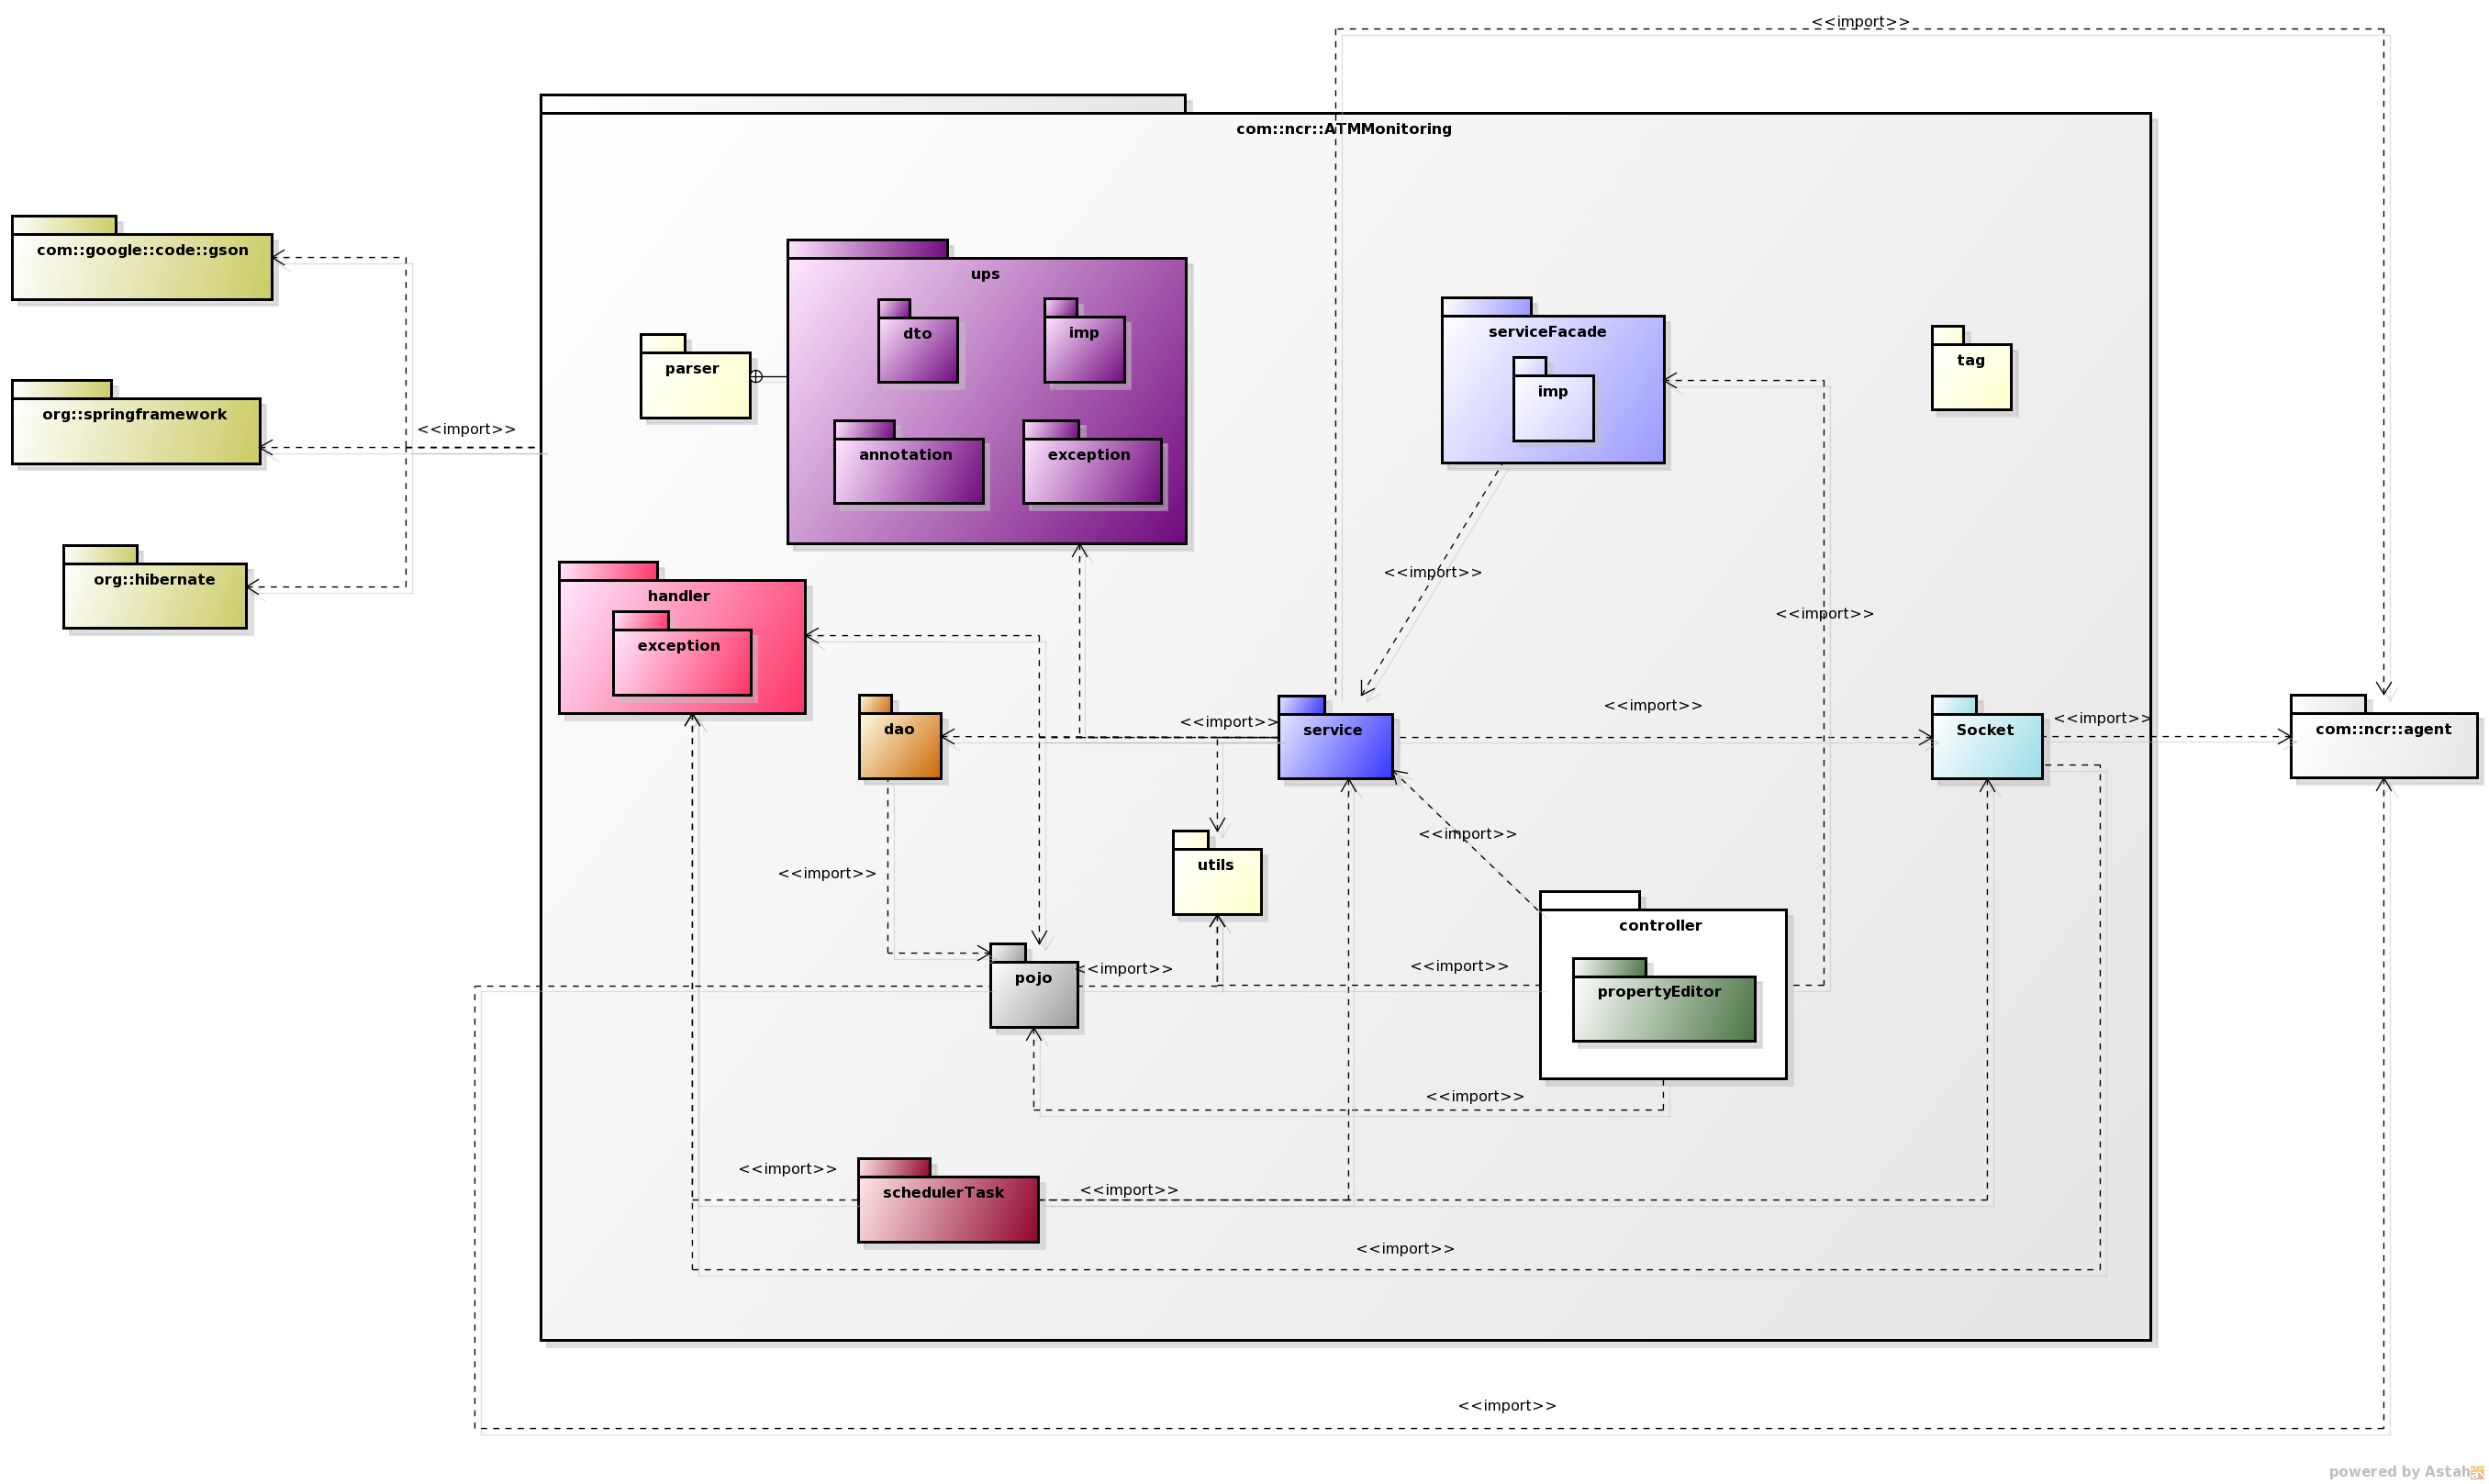 <<import>>
com::ncr::ATMMonitoring
com::google::code::gson
ups
dto
imp
serviceFacade
tag
parser
imp
org::springframework
<<import>>
annotation
exception
<<import>>
org::hibernate
handler
<<import>>
exception
<<import>>
<<import>>
<<import>>
dao
service
Socket
com::ncr::agent
<<import>>
utils
<<import>>
controller
<<import>>
<<import>>
pojo
propertyEditor
<<import>>
<<import>>
schedulerTask
<<import>>
<<import>>
<<import>>
powered by Astah